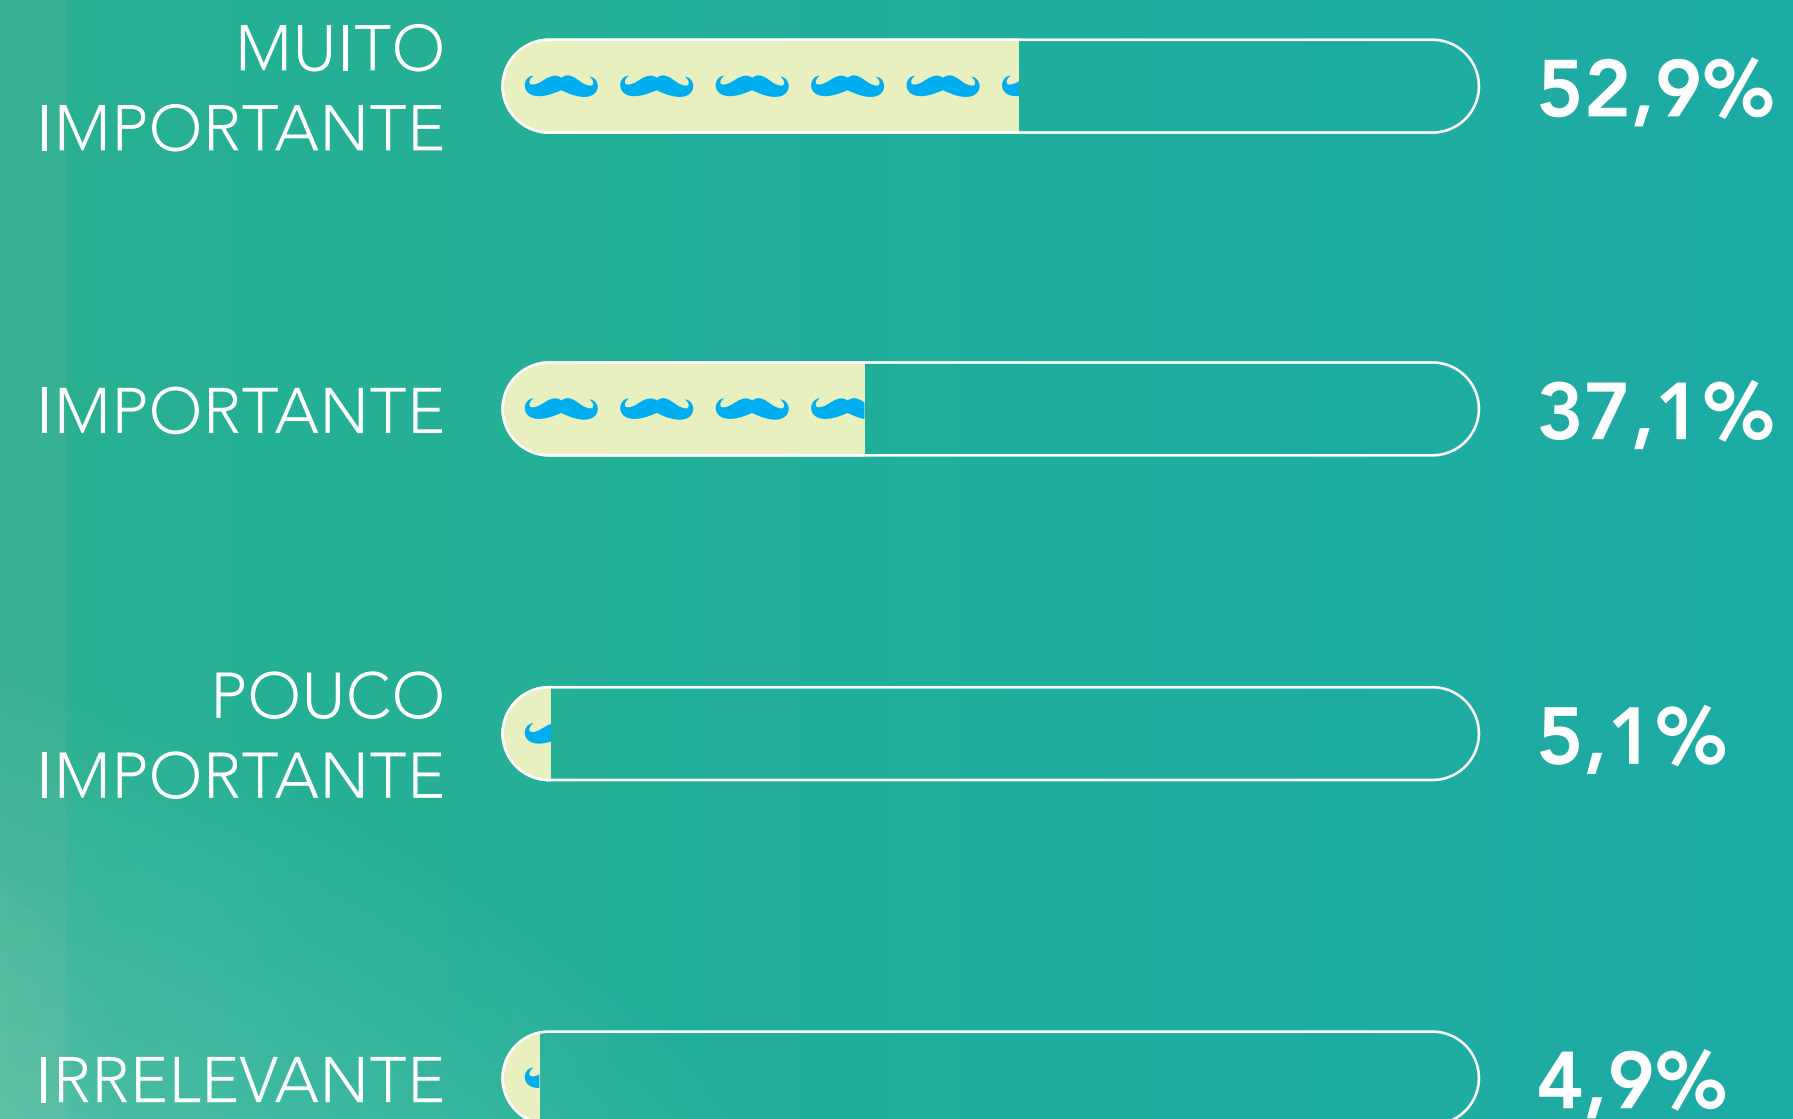 MUITO
IMPORTANTE
52,9%
IMPORTANTE
37,1%
POUCO
IMPORTANTE
5,1%
IRRELEVANTE
4,9%